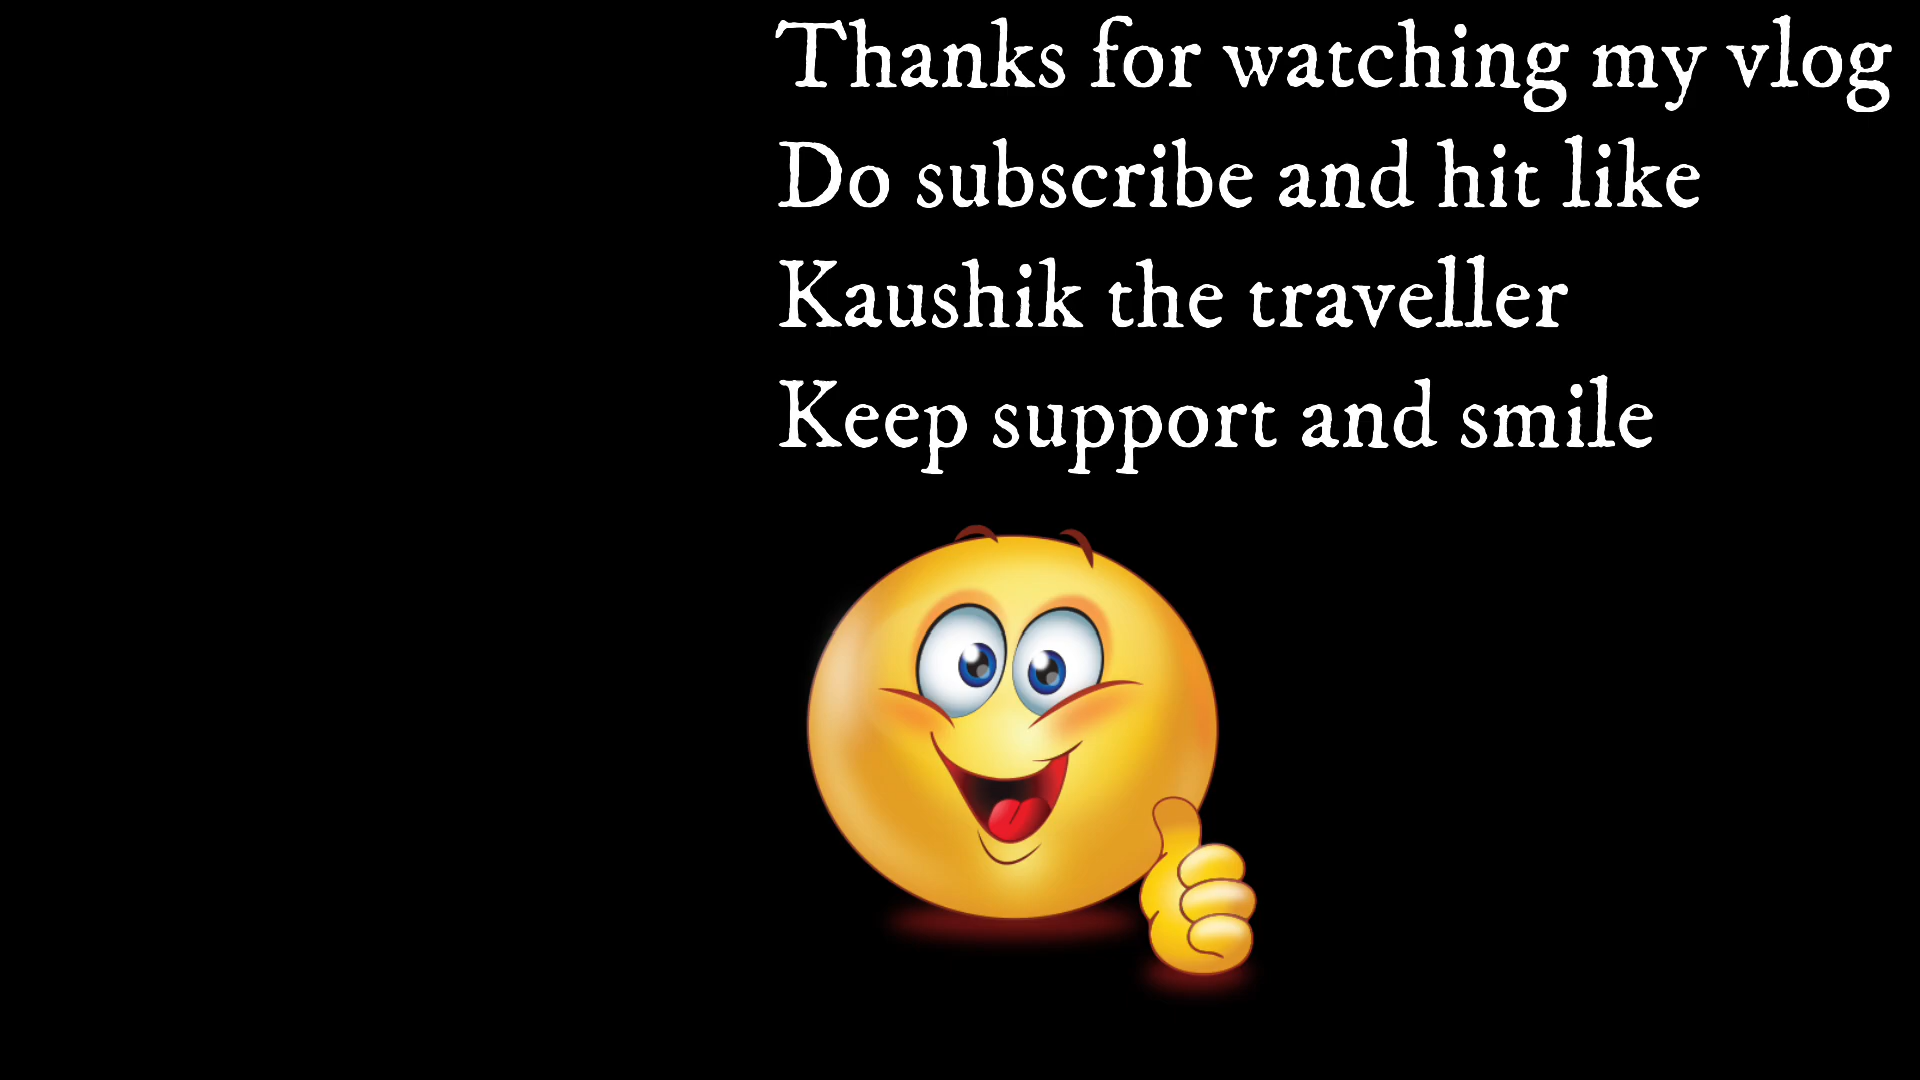 Thanks for watching my vlog
Do subscribe and hit like
Kaushik the traveller
Keep support and smile